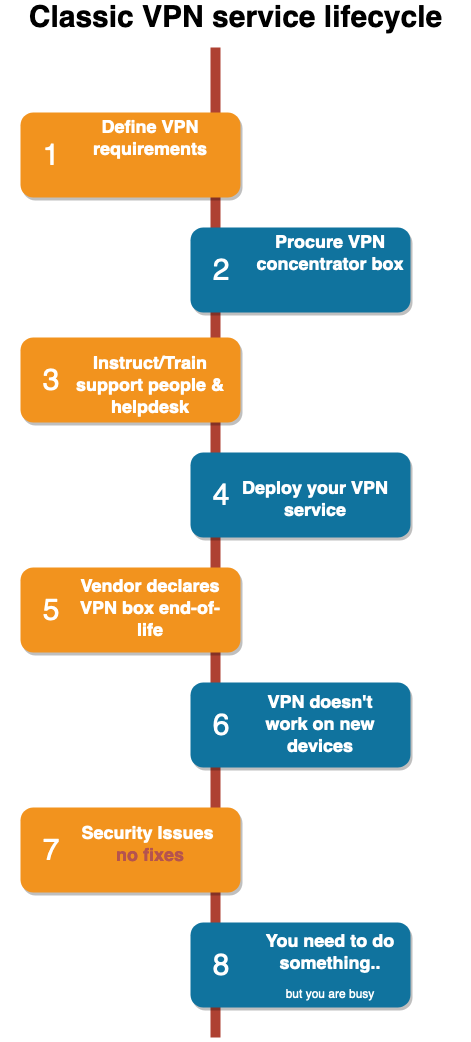 Classic VPN service lifecycle
1
Define VPN
requirements
2
Procure VPN
concentrator box
3
Instruct/Train
support people &
helpdesk
4
Deploy your VPN
service
5
Vendor declares
VPN box end-of-
life
6
VPN doesn't
work on new
devices
7
Security Issues
no fixes
8
You need to do
something..
but you are busy